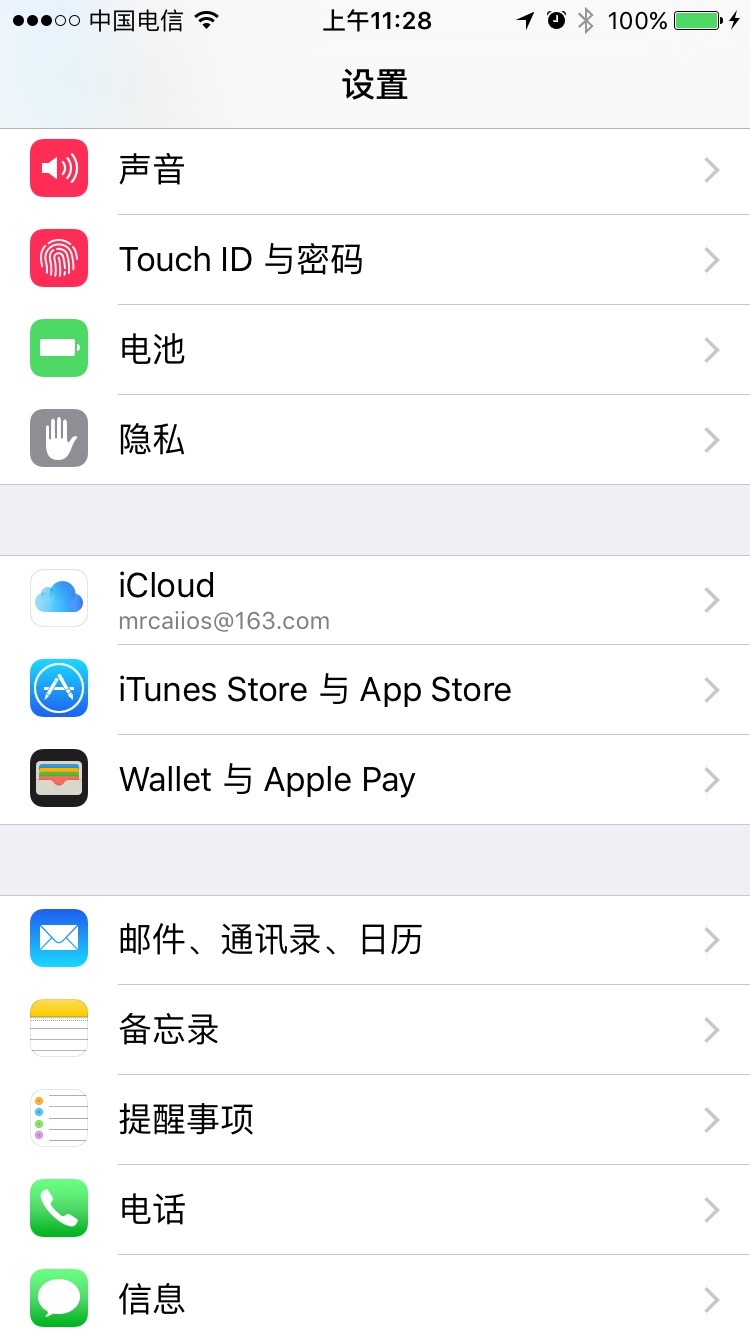 中国电信
上午11:28
100%
设置
声音
Touch ID 与密码
电池
隐私
iCloud
mrcaiios@163.com
iTunes Store 与 App Store
Wallet 与 Apple Pay
邮件、通讯录、日历
备忘录
提醒事项
电话
信息